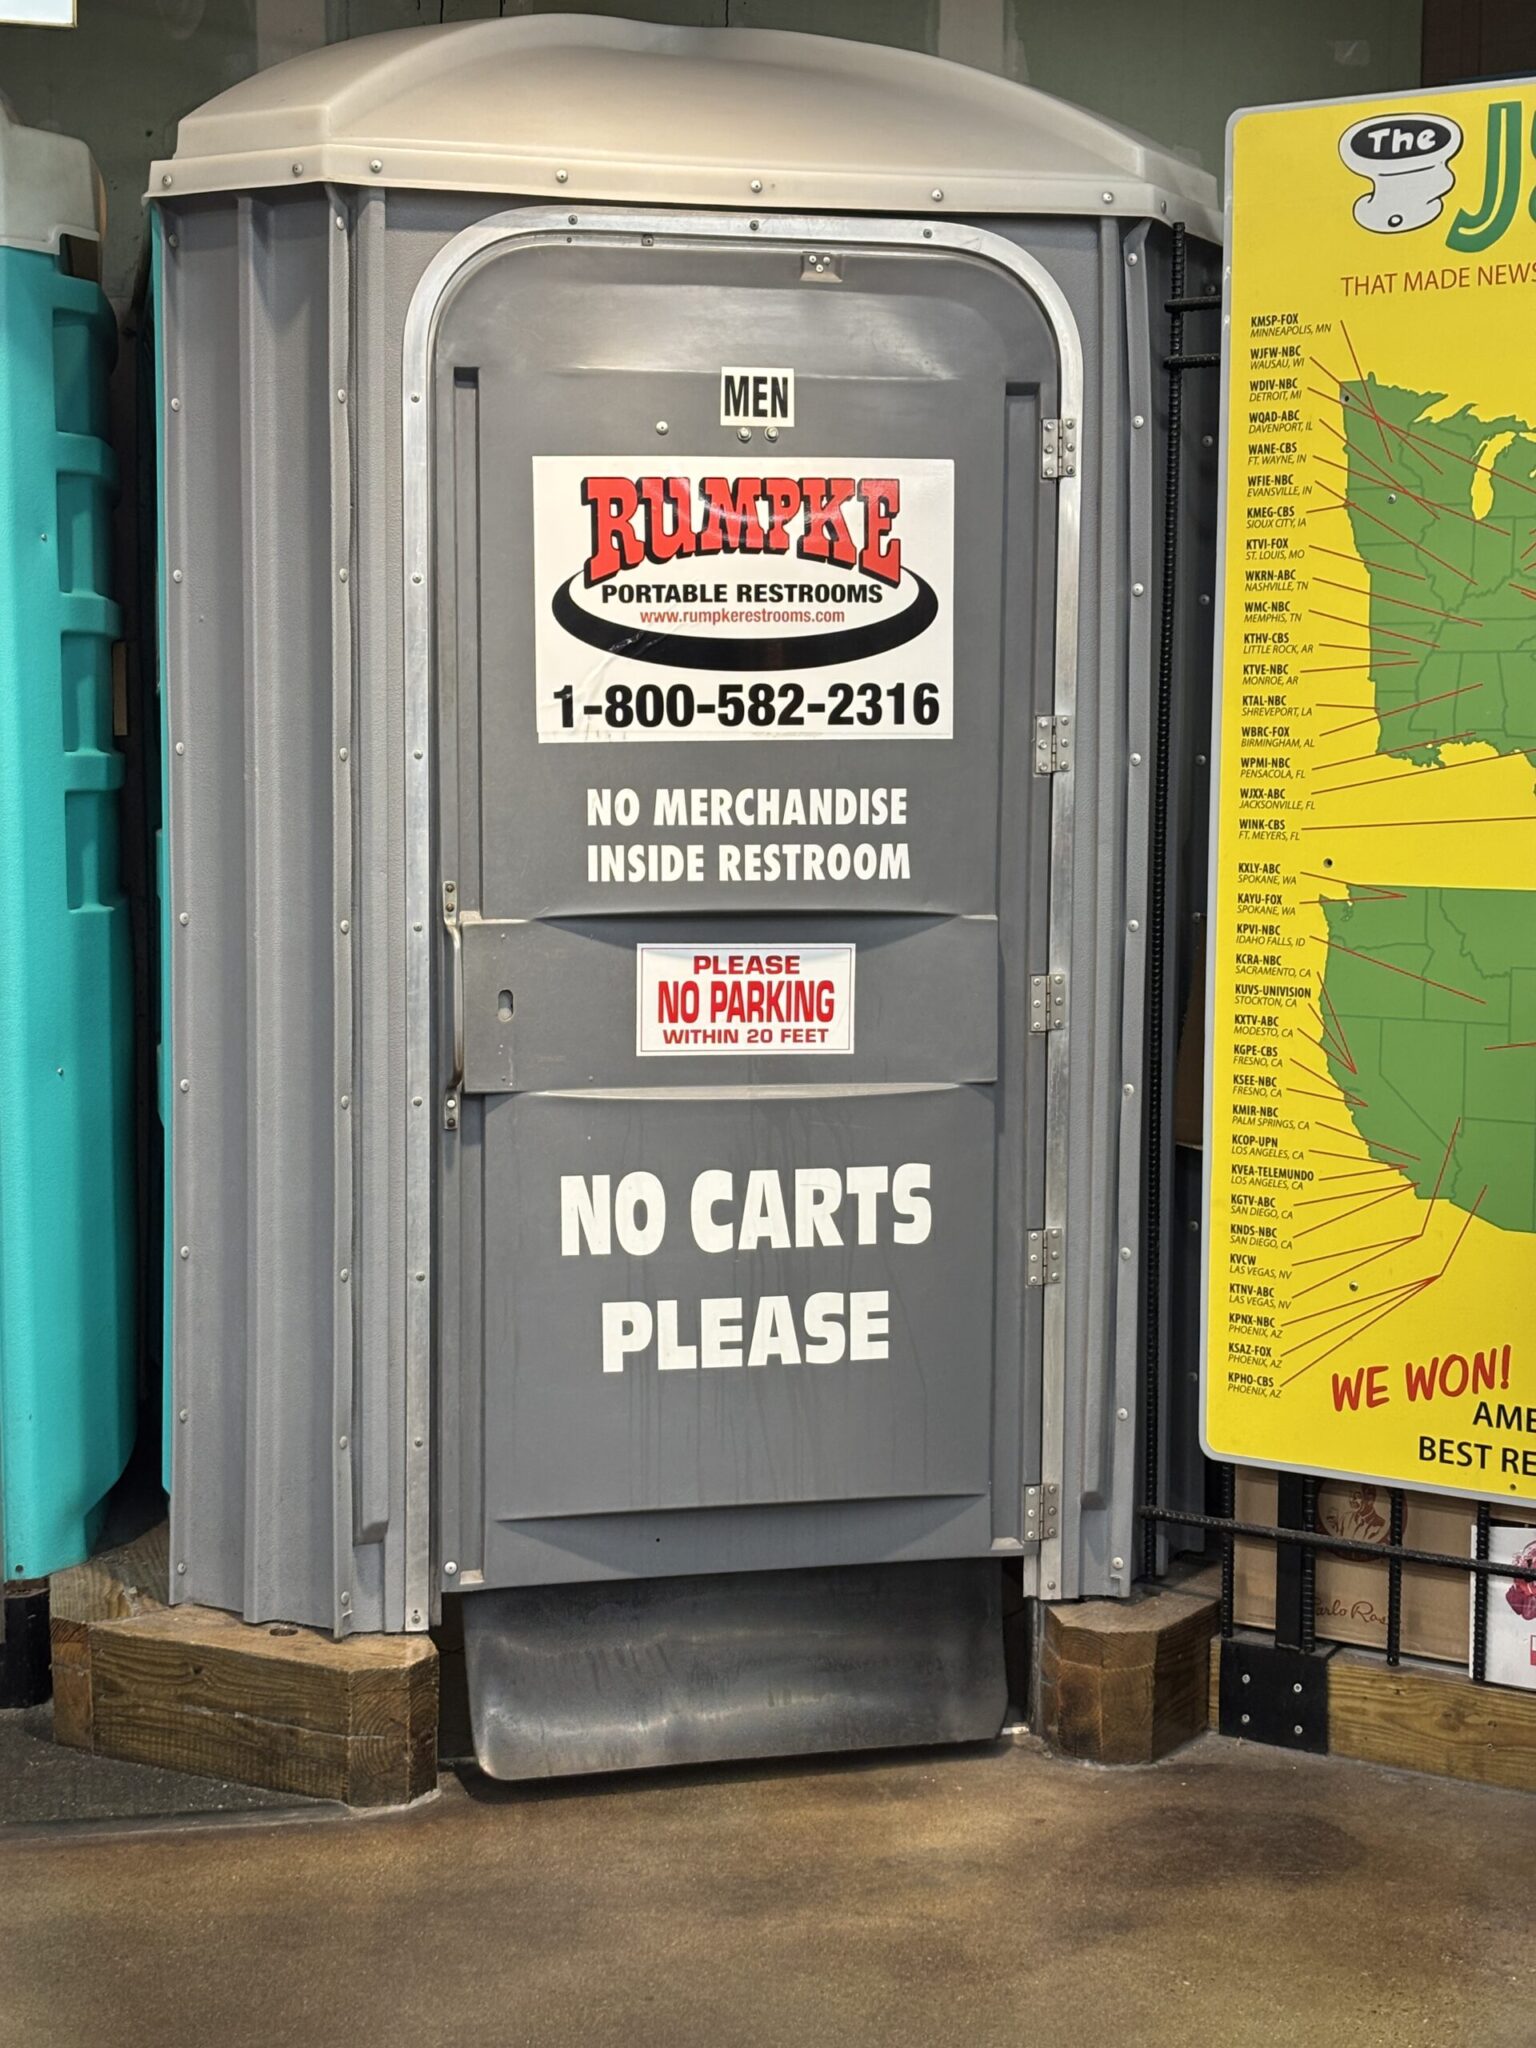 MEN
RUMPKE
PORTABLE RESTROOMS
www.rumpkerestrooms.com
1-800-582-2316
NO MERCHANDISE
INSIDE RESTROOM
PLEASE
NO PARKING
WITHIN 20 FEET
NO CARTS
PLEASE
The
THAT MADE NEWS
KMSP-FOX
MINNEAPOLIS, MN
WJFW-NBC
WAUSAU, WI
WDIV-NBC
DETROIT, MI
WQAD-ABC
DAVENPORT, IL
WANE-CBS
FT. WAYNE, IN
WFIE-NBC
EVANSVILLE, IN
KMEG-CBS
SIOUX CITY, IA
KTVI-FOX
ST. LOUIS, MO
WKRN-ABC
NASHVILLE, TN
WMC-NBC
MEMPHIS, TN
KTHV-CBS
LITTLE ROCK, AR
KTVE-NBC
MONROE, AR
KTAL-NBC
SHREVEPORT, LA
WBRC-FOX
BIRMINGHAM, AL
WPMI-NBC
PENSACOLA, FL
WJXX-ABC
JACKSONVILLE, FL
WINK-CBS
FT. MEYERS, FL
KXLY-ABC
SPOKANE, WA
KAYU-FOX
SPOKANE, WA
KPVI-NBC
IDAHO FALLS, ID
KCRA-NBC
SACRAMENTO, CA
KUVS-UNIVISION
STOCKTON, CA
KXTV-ABC
MODESTO, CA
KGPE-CBS
FRESNO, CA
KSEE-NBC
FRESNO, CA
KMIR-NBC
PALM SPRINGS, CA
KCOP-UPN
LOS ANGELES, CA
KVEA-TELEMUNDO
LOS ANGELES, CA
KGTV-ABC
SAN DIEGO, CA
KNDS-NBC
SAN DIEGO, CA
KVCW
LAS VEGAS, NV
KTNV-ABC
LAS VEGAS, NV
KPNX-NBC
PHOENIX, AZ
KSAZ-FOX
PHOENIX, AZ
KPHO-CBS
PHOENIX, AZ
WE WON!
AME
BEST RE